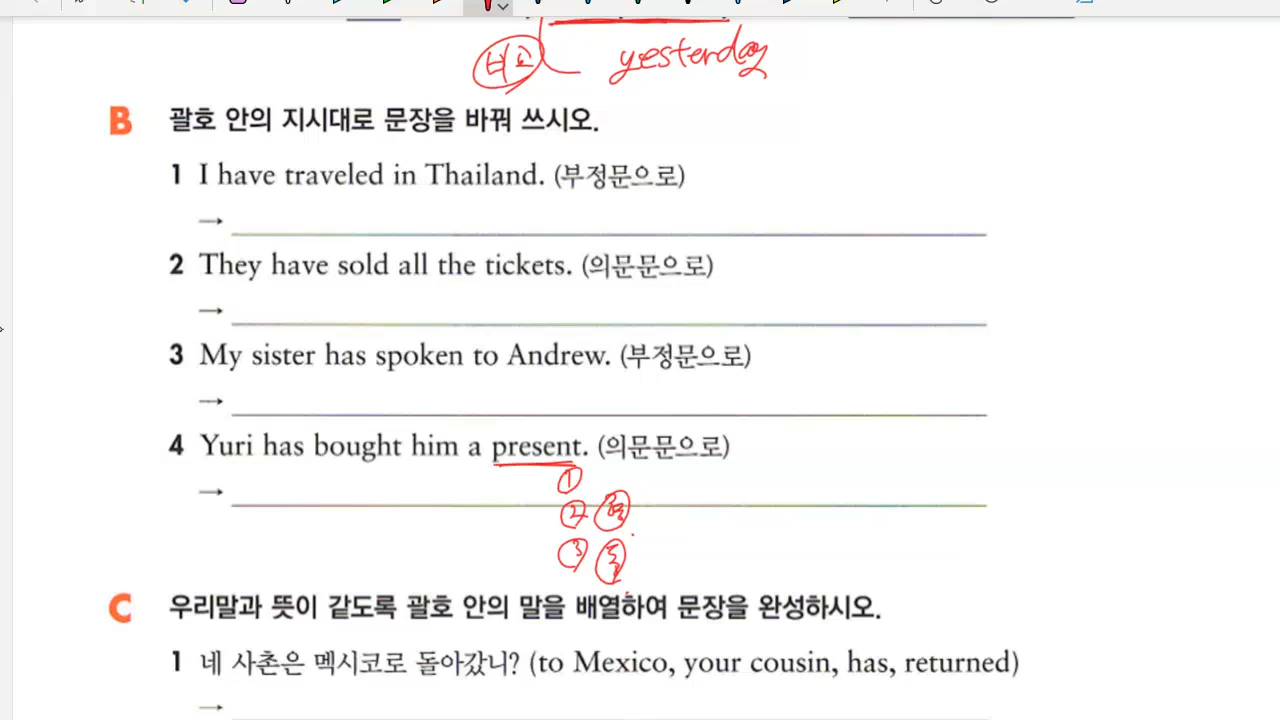 비교 yesterday
B 괄호 안의 지시대로 문장을 바꿔 쓰시오.
1 I have traveled in Thailand. (부정문으로)
→
2 They have sold all the tickets. (의문문으로)
→
3 My sister has spoken to Andrew. (부정문으로)
→
4 Yuri has bought him a present. (의문문으로)
①
→
②
③
C 우리말과 뜻이 같도록 괄호 안의 말을 배열하여 문장을 완성하시오.
1 네 사촌은 멕시코로 돌아갔니? (to Mexico, your cousin, has, returned)
→